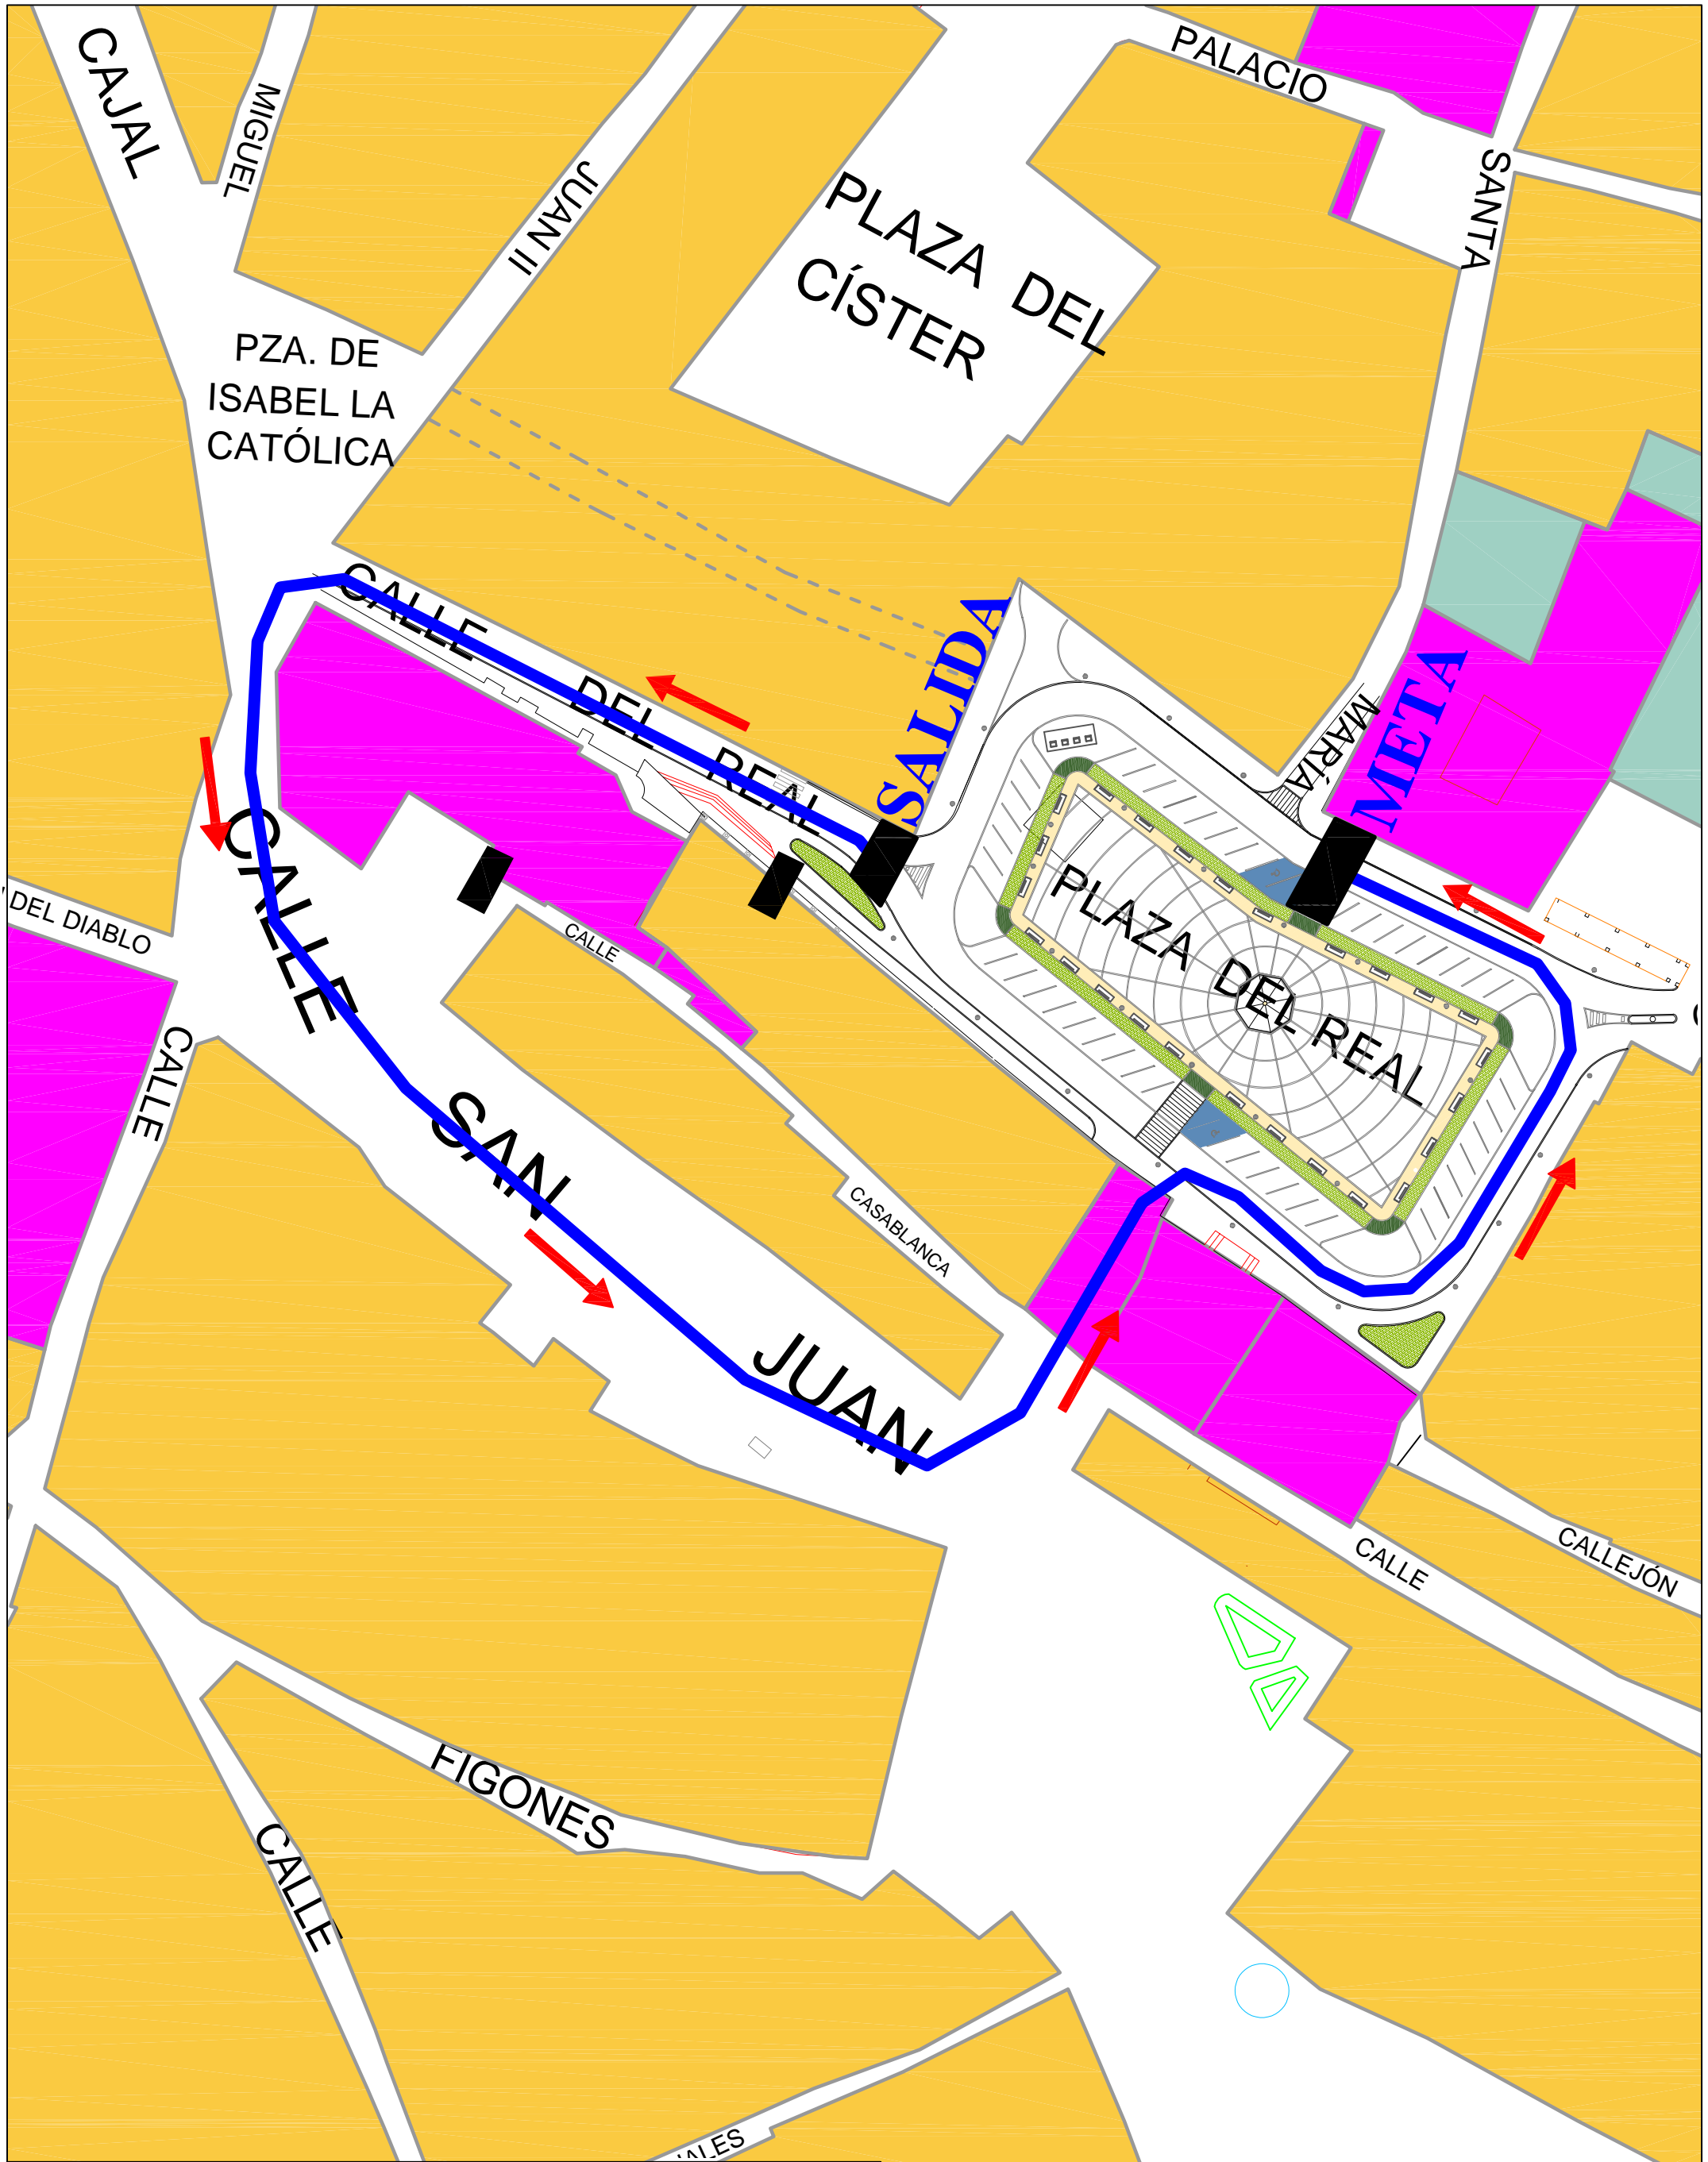 CAJAL
MIGUEL
PALACIO
JUAN III
SANTA
PLAZA DEL
CÍSTER
PZA. DE
ISABEL LA
CATÓLICA
CALLE DEL REAL
SALIDA
MARÍA
META
PLAZA DEL REAL
CALLE SAN JUAN
DEL DIABLO
CALLE
CALLE
CASABLANCA
CALLE
CALLEJÓN
FIGONES
CALLE